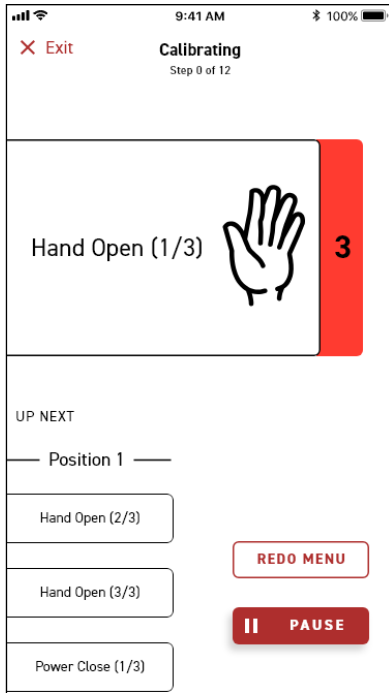 9:41 AM
100%
Exit
Calibrating
Step 0 of 12
Hand Open (1/3)
3
UP NEXT
Position 1
Hand Open (2/3)
Hand Open (3/3)
REDO MENU
PAUSE
Power Close (1/3)